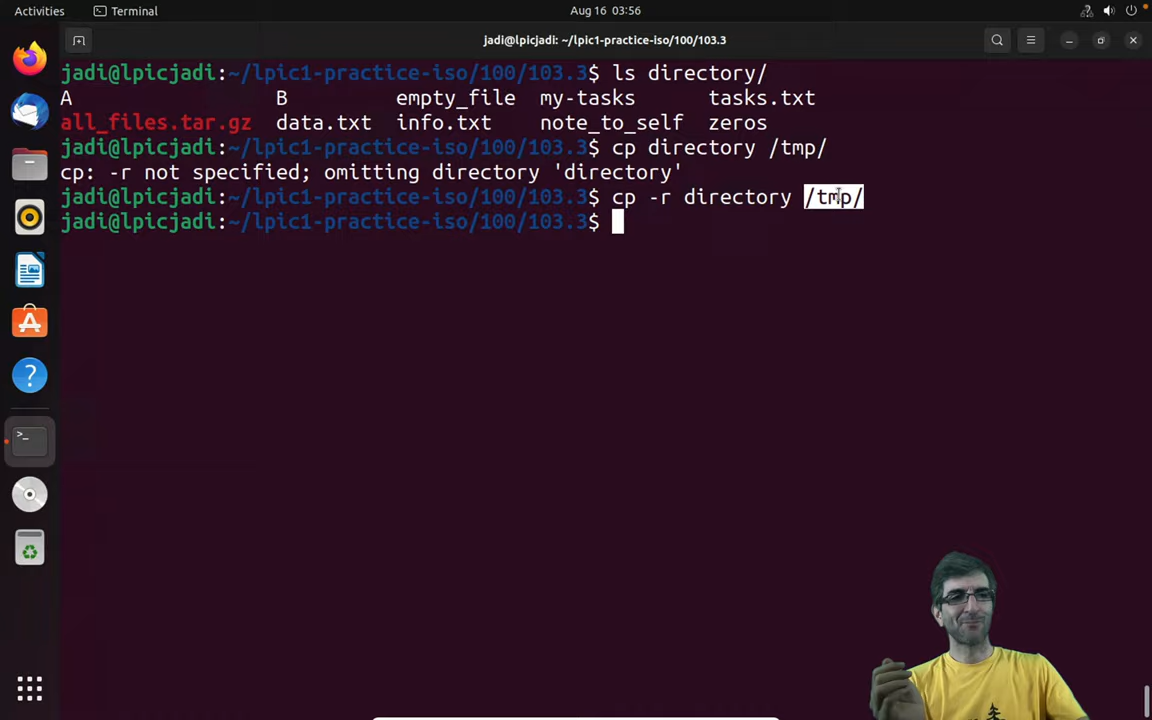 Activities Terminal Aug 16 03:56
jadi@lpicjadi: ~/lpic1-practice-iso/100/103.3
jadi@lpicjadi:~/lpic1-practice-iso/100/103.3$ ls directory/
A B empty_file my-tasks tasks.txt
all_files.tar.gz data.txt info.txt note_to_self zeros
jadi@lpicjadi:~/lpic1-practice-iso/100/103.3$ cp directory /tmp/
cp: -r not specified; omitting directory 'directory'
jadi@lpicjadi:~/lpic1-practice-iso/100/103.3$ cp -r directory /tmp/
jadi@lpicjadi:~/lpic1-practice-iso/100/103.3$